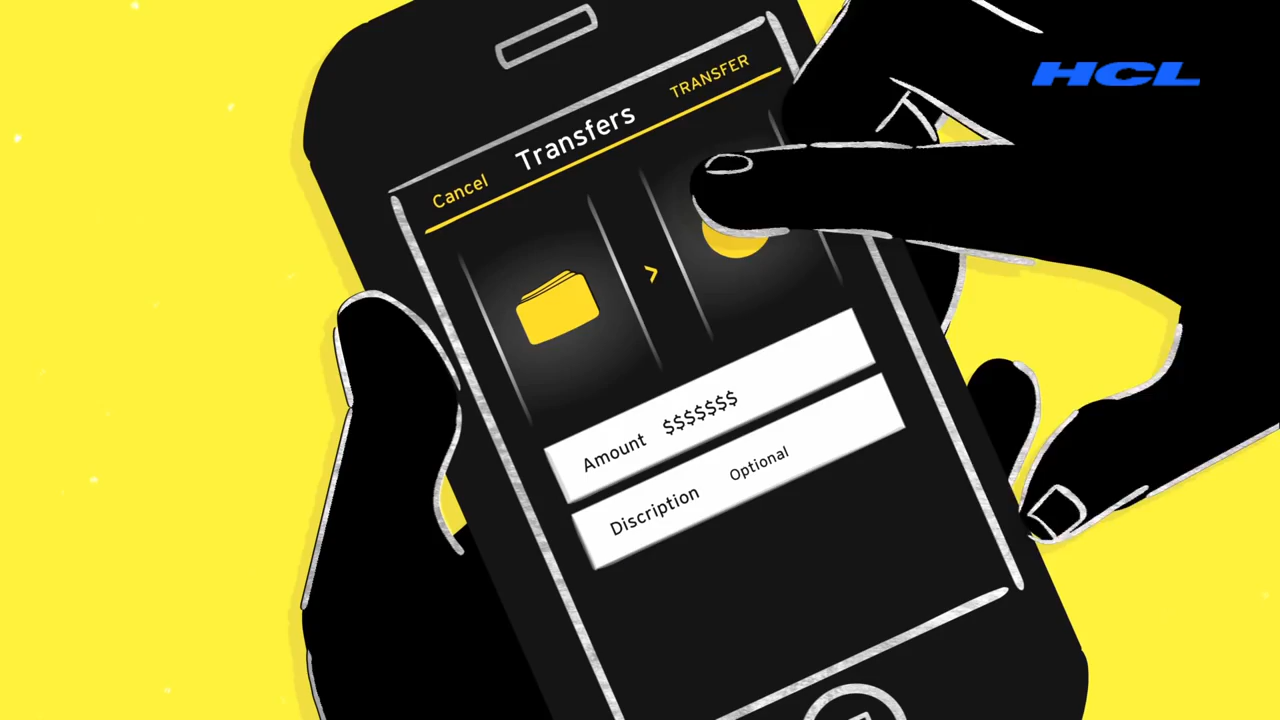 HCL
TRANSFER
Transfers
Cancel
Amount $$$$$$$
Discription Optional